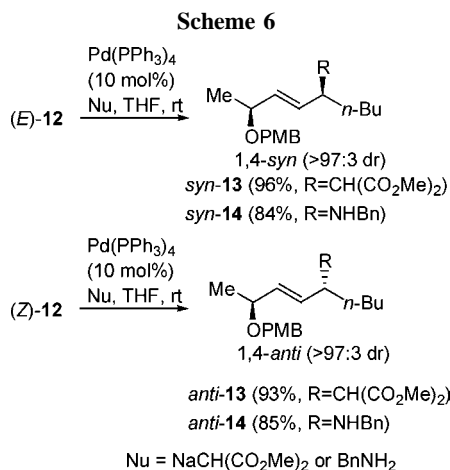 Scheme 6
Pd(PPh3)4
(10 mol%)
Nu, THF, rt
(E)-12
R
Me
n-Bu
OPMB
1,4-syn (>97:3 dr)
syn-13 (96%, R=CH(CO2Me)2)
syn-14 (84%, R=NHBn)
Pd(PPh3)4
(10 mol%)
Nu, THF, rt
(Z)-12
R
Me
n-Bu
OPMB
1,4-anti (>97:3 dr)
anti-13 (93%, R=CH(CO2Me)2)
anti-14 (85%, R=NHBn)
Nu = NaCH(CO2Me)2 or BnNH2